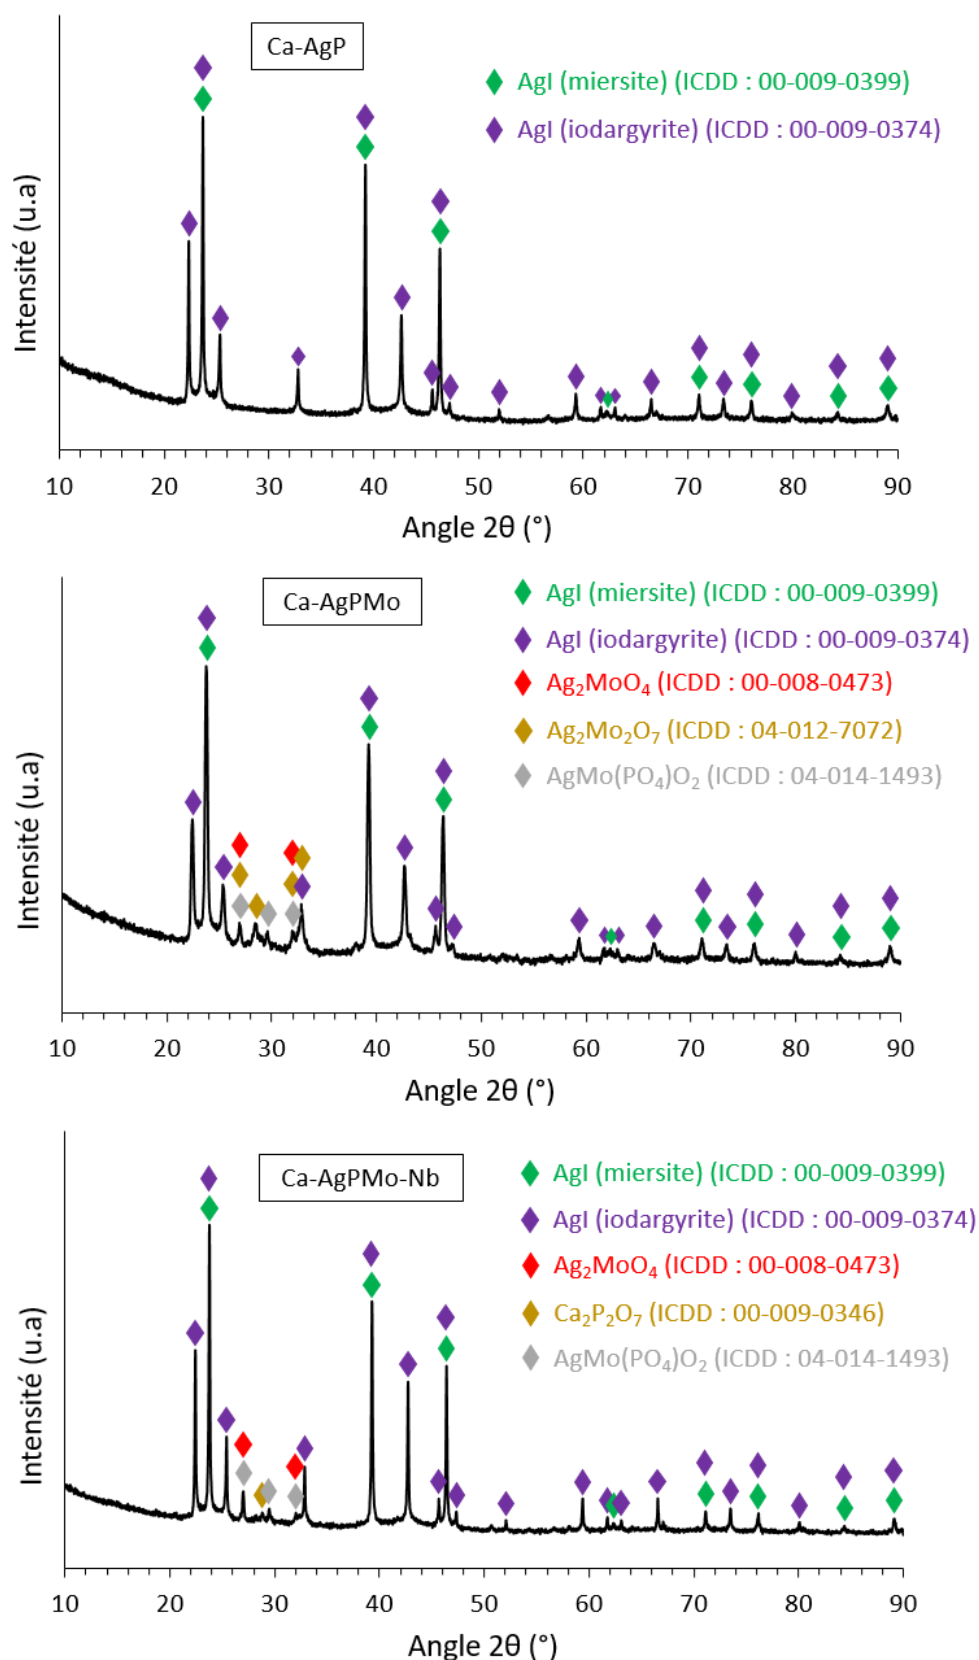 Ca-AgP
AgI (miersite) (ICDD : 00-009-0399)
AgI (iodargyrite) (ICDD : 00-009-0374)
Intensité (u.a)
10 20 30 40 50 60 70 80 90
Angle 2θ (°)
Ca-AgPMo
AgI (miersite) (ICDD : 00-009-0399)
AgI (iodargyrite) (ICDD : 00-009-0374)
Ag₂MoO₄ (ICDD : 00-008-0473)
Ag₂Mo₂O₇ (ICDD : 04-012-7072)
AgMo(PO₄)O₂ (ICDD : 04-014-1493)
Intensité (u.a)
10 20 30 40 50 60 70 80 90
Angle 2θ (°)
Ca-AgPMo-Nb
AgI (miersite) (ICDD : 00-009-0399)
AgI (iodargyrite) (ICDD : 00-009-0374)
Ag₂MoO₄ (ICDD : 00-008-0473)
Ca₂P₂O₇ (ICDD : 00-009-0346)
AgMo(PO₄)O₂ (ICDD : 04-014-1493)
Intensité (u.a)
10 20 30 40 50 60 70 80 90
Angle 2θ (°)